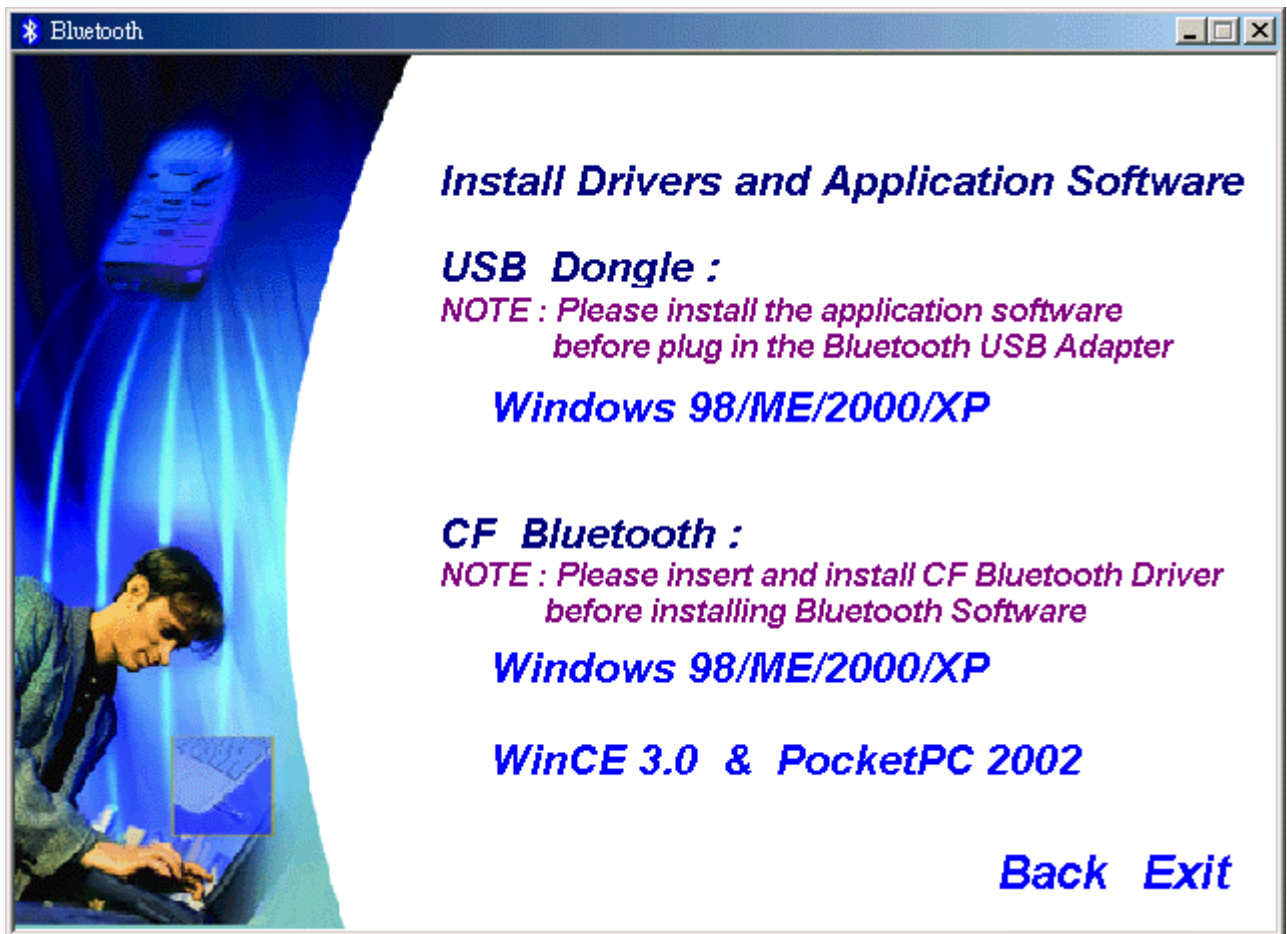 Bluetooth
Install Drivers and Application Software
USB Dongle :
NOTE : Please install the application software
before plug in the Bluetooth USB Adapter
Windows 98/ME/2000/XP
CF Bluetooth :
NOTE : Please insert and install CF Bluetooth Driver
before installing Bluetooth Software
Windows 98/ME/2000/XP
WinCE 3.0 & PocketPC 2002
Back Exit